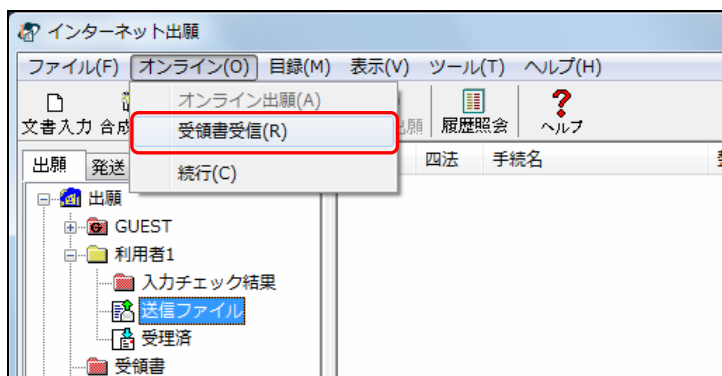 インターネット出願
ファイル(F) オンライン(O) 目録(M) 表示(V) ツール(T) ヘルプ(H)
オンライン出願(A)
受領書受信(R)
続行(C)
文書入力 合成 出願 履歴照会 ヘルプ
出願 発送 四法 手続名
出願
GUEST
利用者1
入力チェック結果
送信ファイル
受理済
受領書